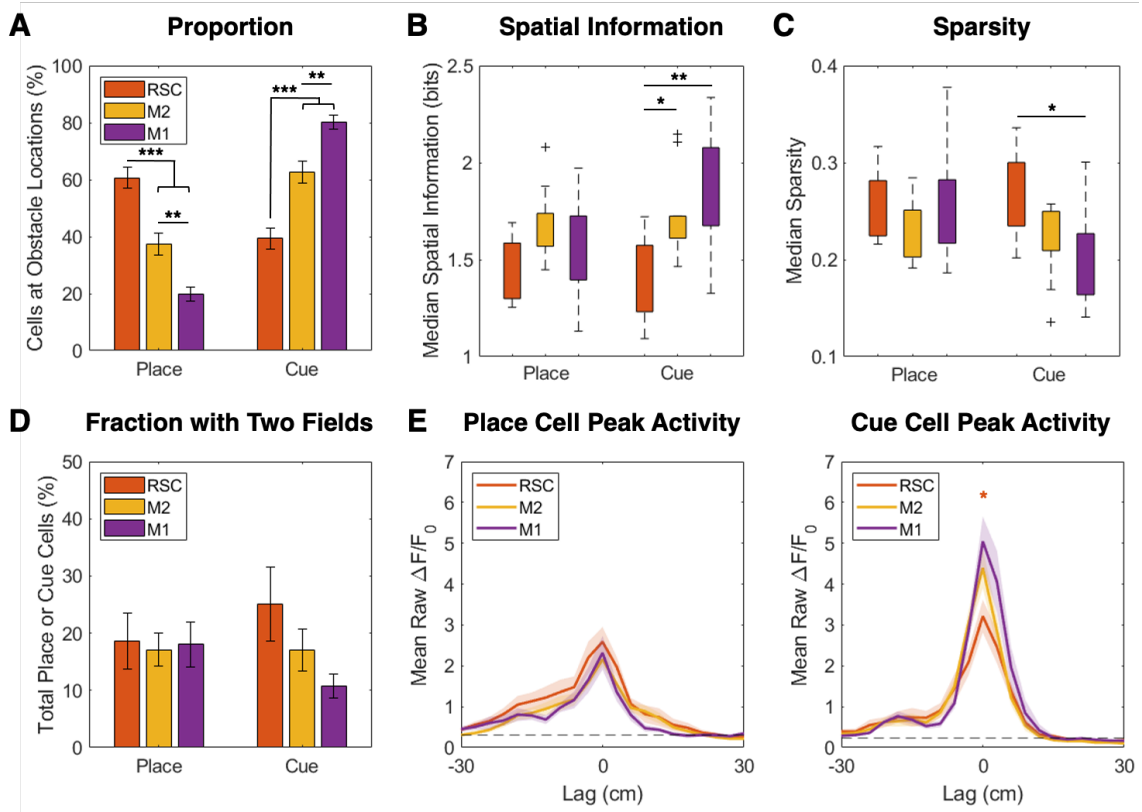 A Proportion
Cells at Obstacle Locations (%)
100
80
60
40
20
0
RSC
M2
M1
***
**
***
**
Place Cue
B Spatial Information
Median Spatial Information (bits)
2.5
2
1.5
1
**
*
Place Cue
C Sparsity
Median Sparsity
0.4
0.3
0.2
0.1
*
Place Cue
D Fraction with Two Fields
Total Place or Cue Cells (%)
50
40
30
20
10
0
RSC
M2
M1
Place Cue
E Place Cell Peak Activity
Mean Raw ΔF/F0
7
6
5
4
3
2
1
0
RSC
M2
M1
-30 0 30
Lag (cm)
Cue Cell Peak Activity
Mean Raw ΔF/F0
7
6
5
4
3
2
1
0
RSC
M2
M1
*
-30 0 30
Lag (cm)